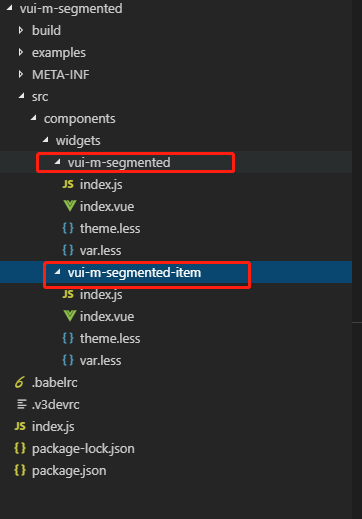 vui-m-segmented
build
examples
META-INF
src
components
widgets
vui-m-segmented
JS index.js
index.vue
{ } theme.less
{ } var.less
vui-m-segmented-item
JS index.js
index.vue
{ } theme.less
{ } var.less
6 .babelrc
.v3devrc
JS index.js
{ } package-lock.json
{ } package.json